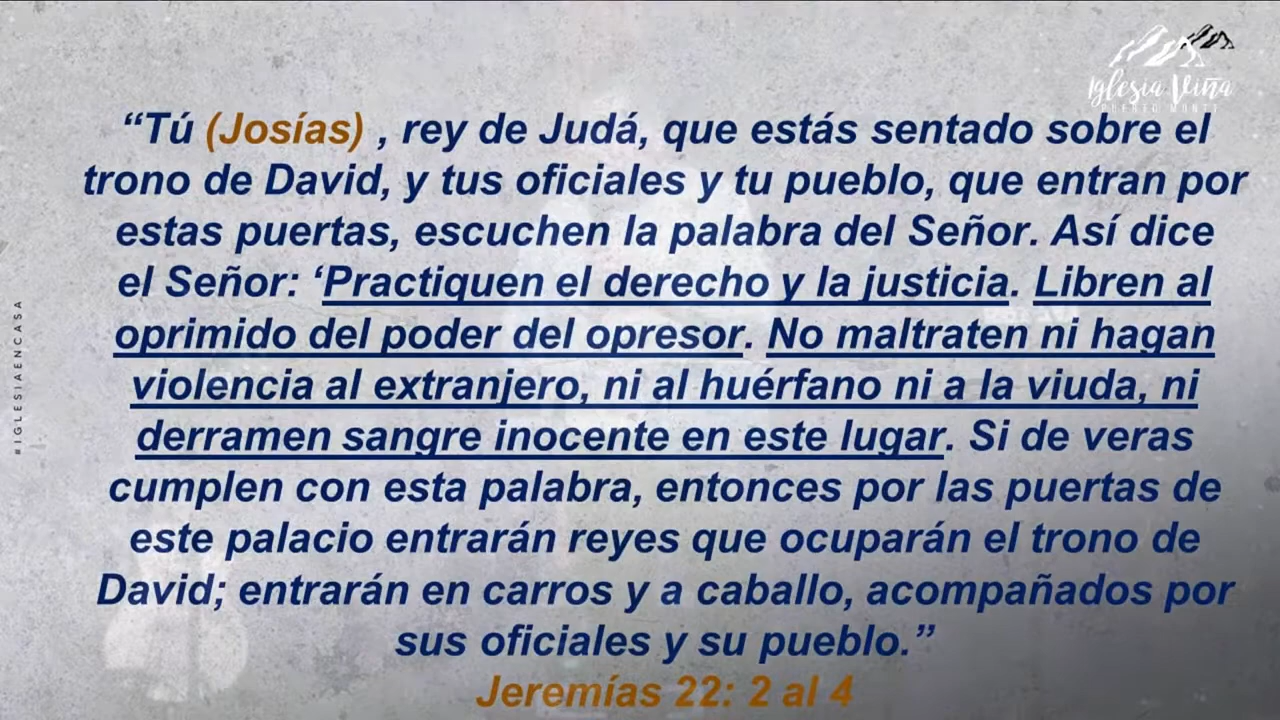 Iglesia Viña
PUERTO MONTT
“Tú (Josías) , rey de Judá, que estás sentado sobre el
trono de David, y tus oficiales y tu pueblo, que entran por
estas puertas, escuchen la palabra del Señor. Así dice
el Señor: ‘Practiquen el derecho y la justicia. Libren al
oprimido del poder del opresor. No maltraten ni hagan
violencia al extranjero, ni al huérfano ni a la viuda, ni
derramen sangre inocente en este lugar. Si de veras
cumplen con esta palabra, entonces por las puertas de
este palacio entrarán reyes que ocuparán el trono de
David; entrarán en carros y a caballo, acompañados por
sus oficiales y su pueblo.”
Jeremías 22: 2 al 4
#IGLESIAENCASA